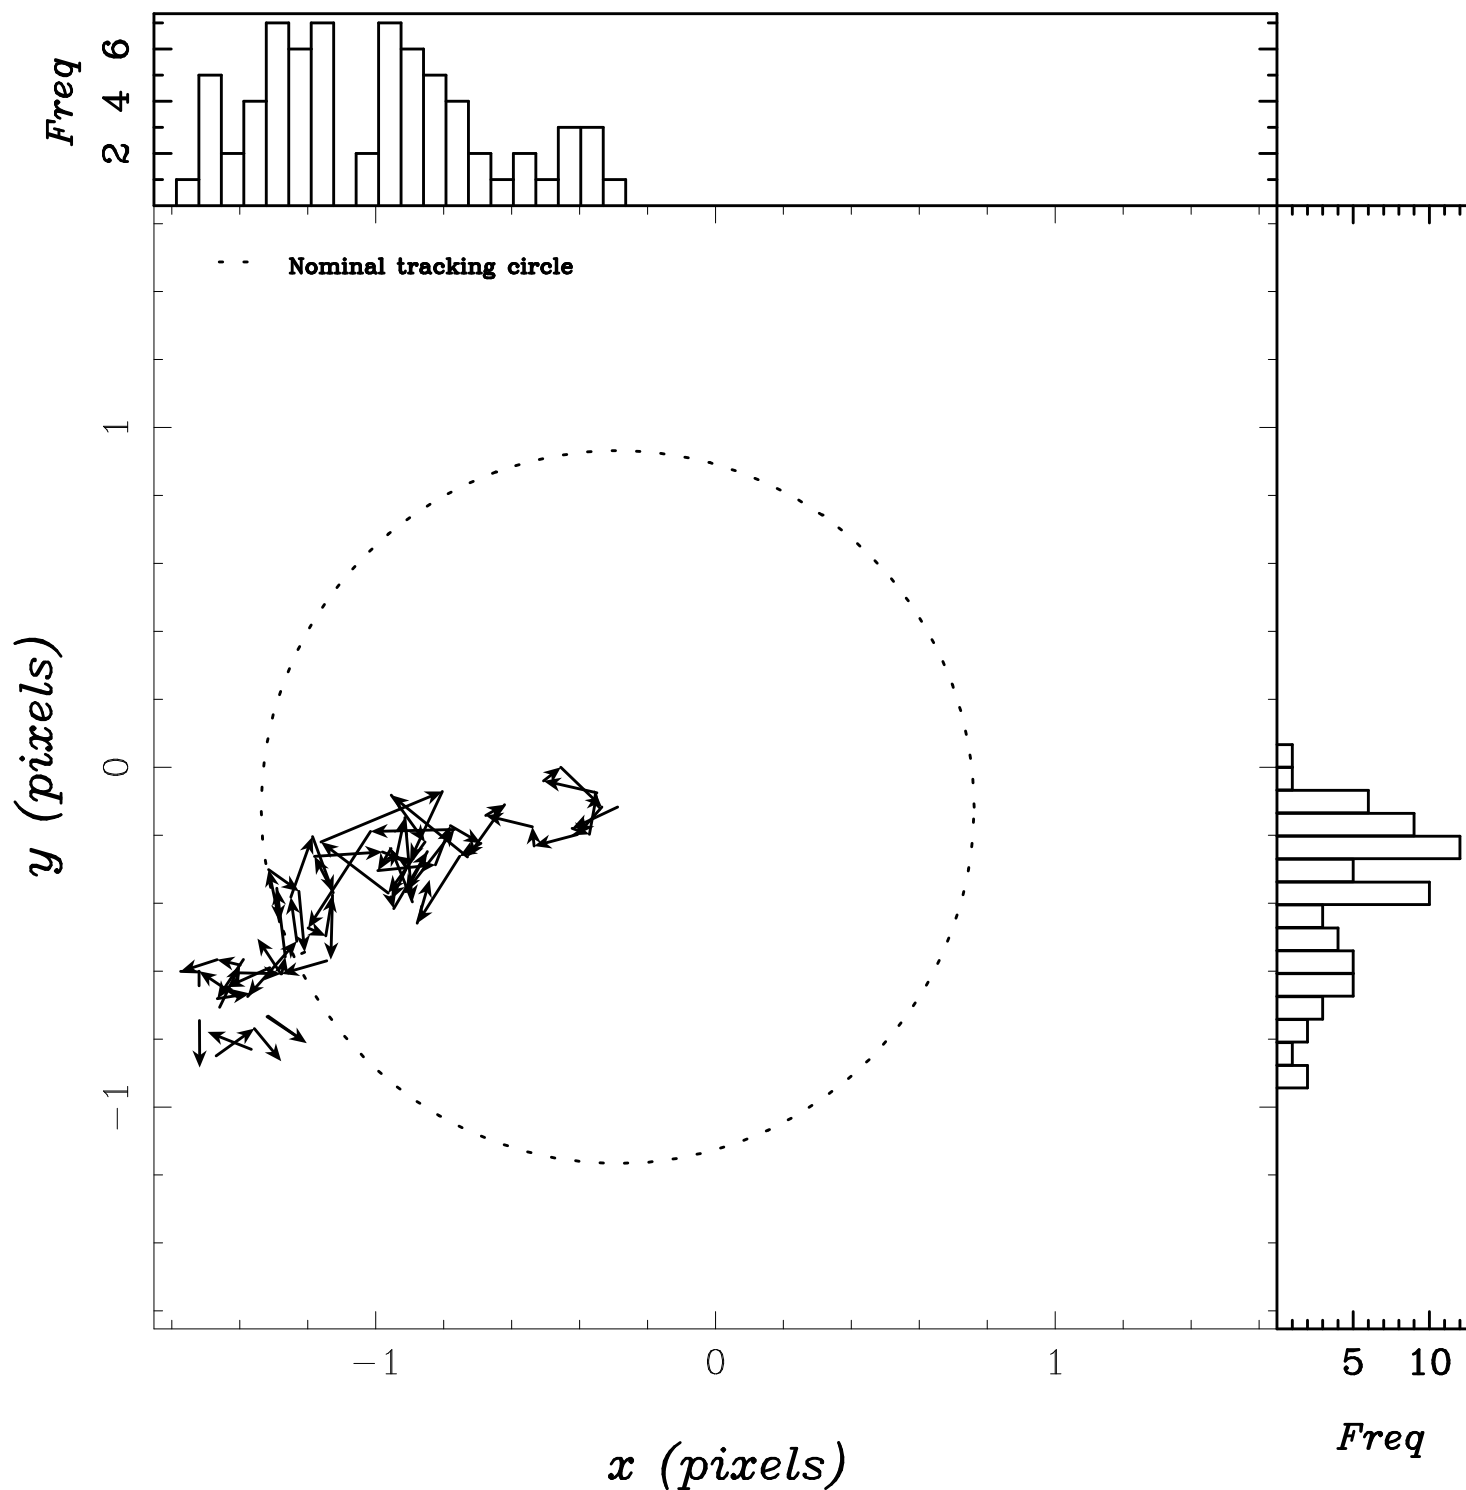 Freq
6
4
2
Nominal tracking circle
1
0
−1
y (pixels)
−1
0
1
x (pixels)
5
10
Freq